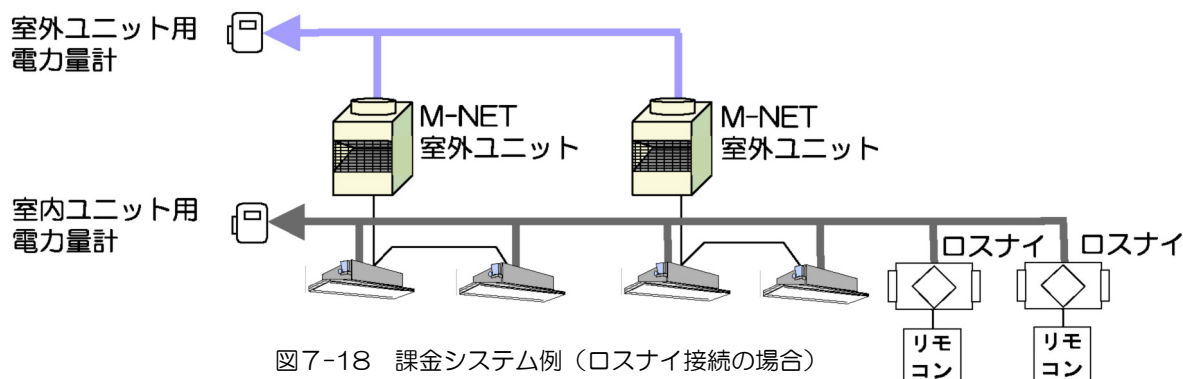 室外ユニット用
電力量計
M-NET
室外ユニット
M-NET
室外ユニット
室内ユニット用
電力量計
ロスナイ
ロスナイ
リモ
コン
リモ
コン
図7-18 課金システム例（ロスナイ接続の場合）